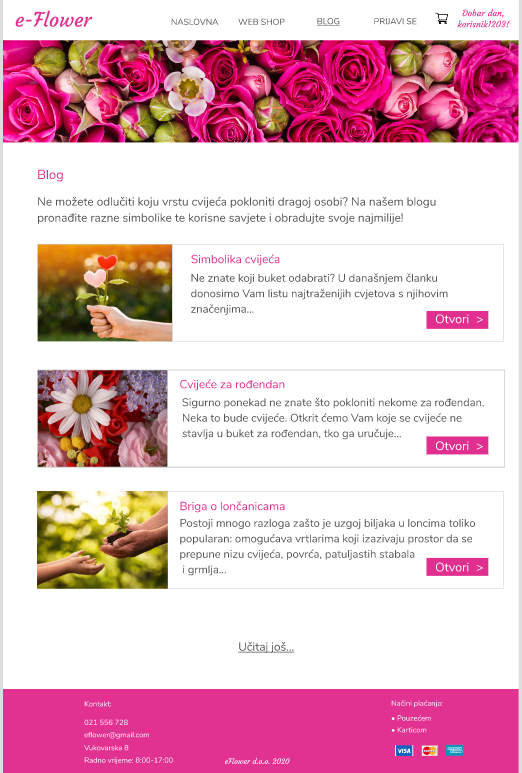 e-Flower
NASLOVNA WEB SHOP BLOG PRIJAVI SE
Dobar dan,
korisnik1203!
Blog
Ne možete odlučiti koju vrstu cvijeća pokloniti dragoj osobi? Na našem blogu
pronađite razne simbolike te korisne savjete i obradujte svoje najmilije!
Simbolika cvijeća
Ne znate koji buket odabrati? U današnjem članku
donosimo Vam listu najtraženijih cvjetova s njihovim
značenjima...
Otvori >
Cvijeće za rođendan
Sigurno ponekad ne znate što pokloniti nekome za rođendan.
Neka to bude cvijeće. Otkrit ćemo Vam koje se cvijeće ne
stavlja u buket za rođendan, tko ga uručuje...
Otvori >
Briga o lončanicama
Postoji mnogo razloga zašto je uzgoj biljaka u loncima toliko
popularan: omogućava vrtlarima koji izazivaju prostor da se
prepune nizu cvijeća, povrća, patuljastih stabala
i grmlja...
Otvori >
Učitaj još...
Kontakt:
021 556 728
eflower@gmail.com
Vukovarska 8
Radno vrijeme: 8:00-17:00
eFlower d.o.o. 2020
Načini plaćanja:
• Pouzećem
• Karticom
VISA